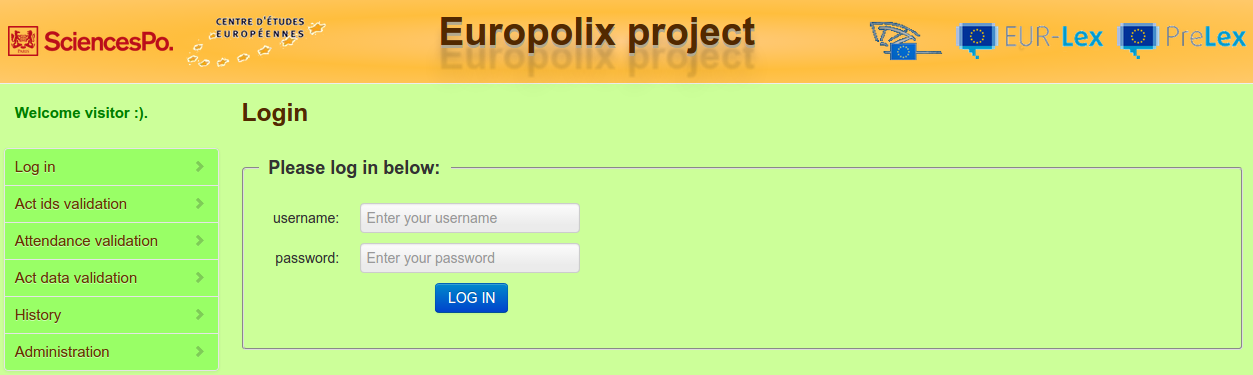 SciencesPo.
CENTRE D'ÉTUDES
EUROPÉENNES
Europolix project
EUR-Lex
PreLex
Welcome visitor :).
Log in
Act ids validation
Attendance validation
Act data validation
History
Administration
Login
Please log in below:
username: Enter your username
password: Enter your password
LOG IN